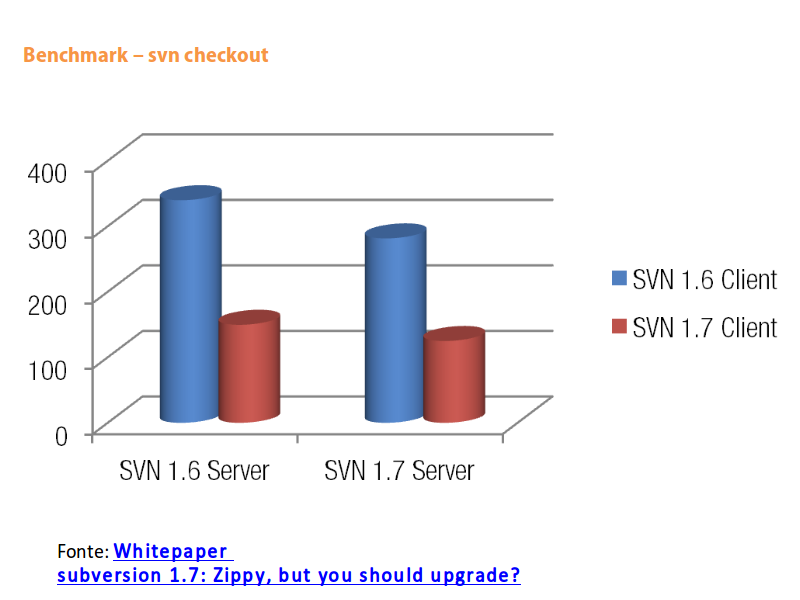 Benchmark – svn checkout
400
300
200
100
0
SVN 1.6 Server SVN 1.7 Server
SVN 1.6 Client
SVN 1.7 Client
Fonte: Whitepaper
subversion 1.7: Zippy, but you should upgrade?